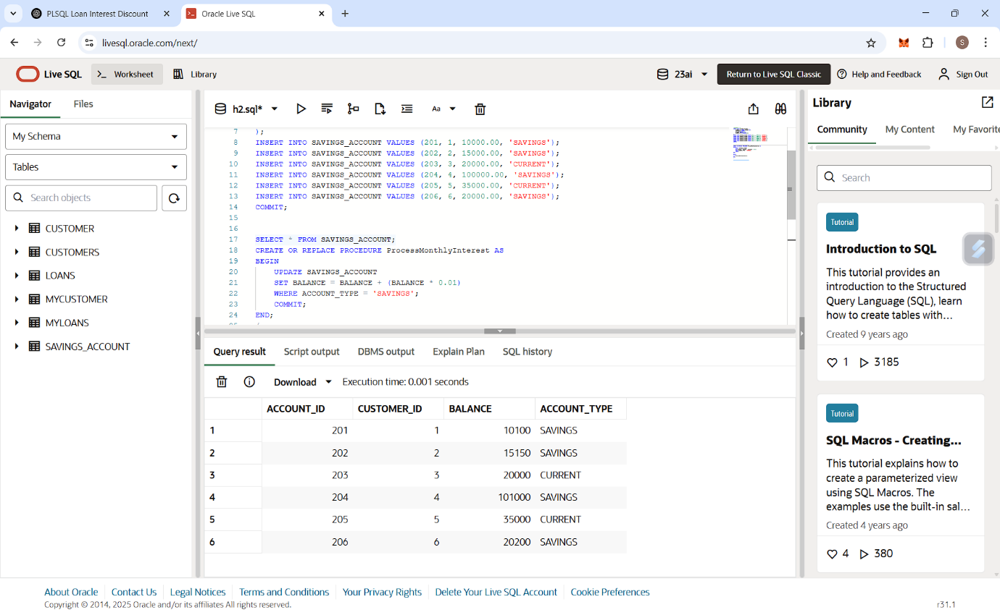 PLSQL Loan Interest Discount
Oracle Live SQL
livesql.oracle.com/next/
S
Live SQL
Worksheet
Library
23ai
Return to Live SQL Classic
Help and Feedback
Sign Out
Navigator
Files
My Schema
Tables
Search objects
CUSTOMER
CUSTOMERS
LOANS
MYCUSTOMER
MYLOANS
SAVINGS_ACCOUNT
h2.sql*
Aa
7 );
8 INSERT INTO SAVINGS_ACCOUNT VALUES (201, 1, 10000.00, 'SAVINGS');
9 INSERT INTO SAVINGS_ACCOUNT VALUES (202, 2, 15000.00, 'SAVINGS');
10 INSERT INTO SAVINGS_ACCOUNT VALUES (203, 3, 20000.00, 'CURRENT');
11 INSERT INTO SAVINGS_ACCOUNT VALUES (204, 4, 100000.00, 'SAVINGS');
12 INSERT INTO SAVINGS_ACCOUNT VALUES (205, 5, 35000.00, 'CURRENT');
13 INSERT INTO SAVINGS_ACCOUNT VALUES (206, 6, 20000.00, 'SAVINGS');
14 COMMIT;
15
16
17 SELECT * FROM SAVINGS_ACCOUNT;
18 CREATE OR REPLACE PROCEDURE ProcessMonthlyInterest AS
19 BEGIN
20 UPDATE SAVINGS_ACCOUNT
21 SET BALANCE = BALANCE + (BALANCE * 0.01)
22 WHERE ACCOUNT_TYPE = 'SAVINGS';
23 COMMIT;
24 END;
Query result
Script output
DBMS output
Explain Plan
SQL history
Download
Execution time: 0.001 seconds
ACCOUNT_ID CUSTOMER_ID BALANCE ACCOUNT_TYPE
1 201 1 10100 SAVINGS
2 202 2 15150 SAVINGS
3 203 3 20000 CURRENT
4 204 4 101000 SAVINGS
5 205 5 35000 CURRENT
6 206 6 20200 SAVINGS
Library
Community
My Content
My Favorite
Search
Tutorial
Introduction to SQL
This tutorial provides an
introduction to the Structured
Query Language (SQL), learn
how to create tables with...
Created 9 years ago
1 3185
Tutorial
SQL Macros - Creating...
This tutorial explains how to
create a parameterized view
using SQL Macros. The
examples use the built-in sal...
Created 4 years ago
4 380
About Oracle
Contact Us
Legal Notices
Terms and Conditions
Your Privacy Rights
Delete Your Live SQL Account
Cookie Preferences
Copyright © 2014, 2025 Oracle and/or its affiliates All rights reserved.
r31.1